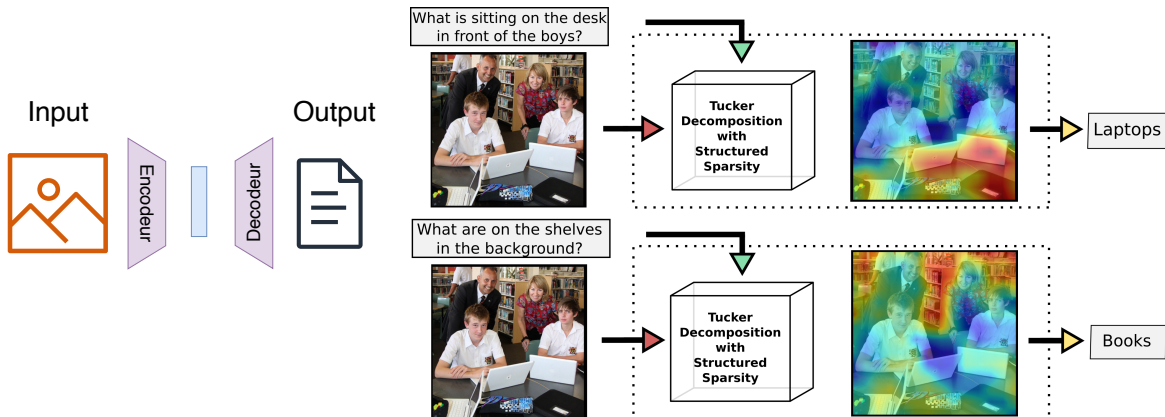 Input
Output
Encodeur
Decodeur
What is sitting on the desk
in front of the boys?
Tucker
Decomposition
with
Structured
Sparsity
Laptops
What are on the shelves
in the background?
Tucker
Decomposition
with
Structured
Sparsity
Books